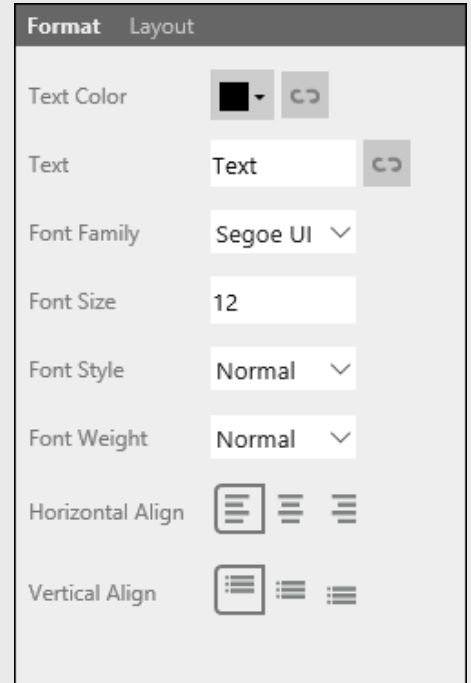 Format Layout
Text Color
Text Text
Font Family Segoe UI
Font Size 12
Font Style Normal
Font Weight Normal
Horizontal Align
Vertical Align